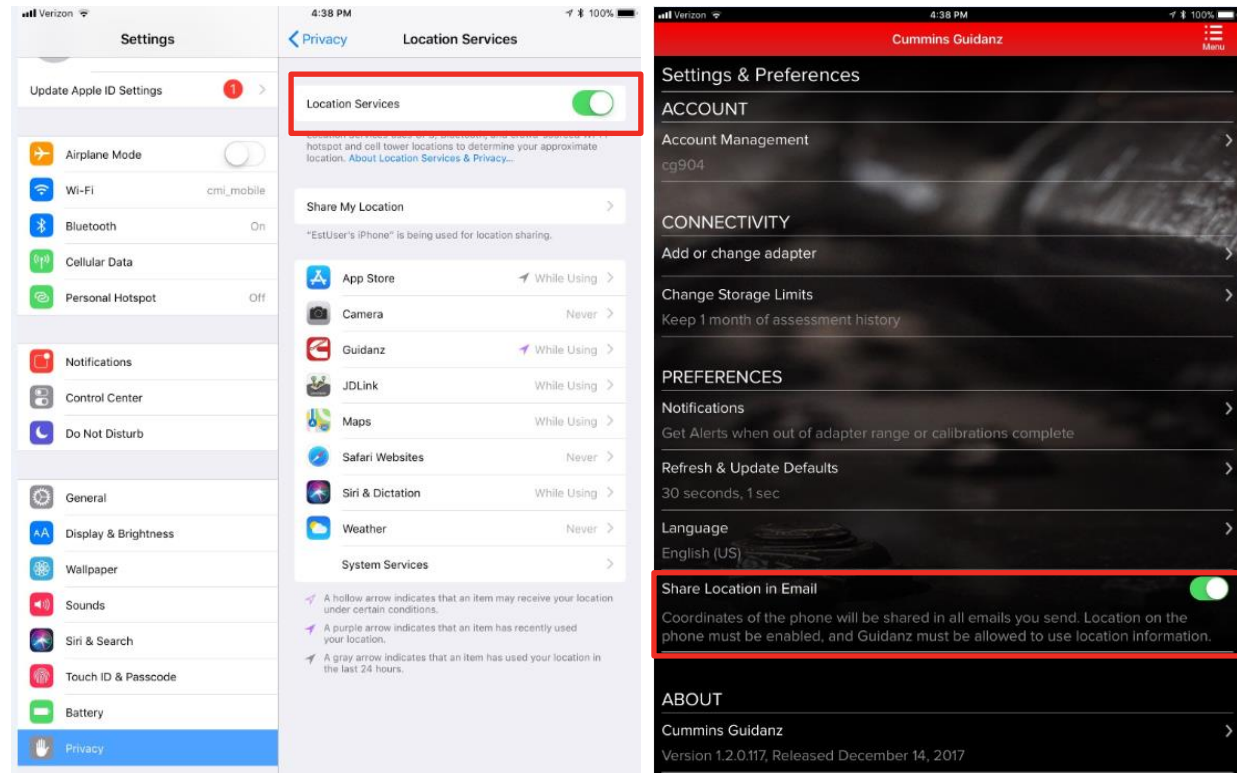 Verizon 4:38 PM 100%
Settings
Update Apple ID Settings 1
Airplane Mode
Wi-Fi cmi_mobile
Bluetooth On
Cellular Data
Personal Hotspot Off
Notifications
Control Center
Do Not Disturb
General
Display & Brightness
Wallpaper
Sounds
Siri & Search
Touch ID & Passcode
Battery
Privacy
Privacy Location Services
Location Services
hotspot and cell tower locations to determine your approximate
location. About Location Services & Privacy...
Share My Location
"EstUser's iPhone" is being used for location sharing.
App Store While Using
Camera Never
Guidanz While Using
JDLink While Using
Maps While Using
Safari Websites Never
Siri & Dictation While Using
Weather Never
System Services
A hollow arrow indicates that an item may receive your location
under certain conditions.
A purple arrow indicates that an item has recently used
your location.
A gray arrow indicates that an item has used your location in
the last 24 hours.
Verizon 4:38 PM 100%
Cummins Guidanz
Menu
Settings & Preferences
ACCOUNT
Account Management
cg904
CONNECTIVITY
Add or change adapter
Change Storage Limits
Keep 1 month of assessment history
PREFERENCES
Notifications
Get Alerts when out of adapter range or calibrations complete
Refresh & Update Defaults
30 seconds, 1 sec
Language
English (US)
Share Location in Email
Coordinates of the phone will be shared in all emails you send. Location on the
phone must be enabled, and Guidanz must be allowed to use location information.
ABOUT
Cummins Guidanz
Version 1.2.0.117, Released December 14, 2017